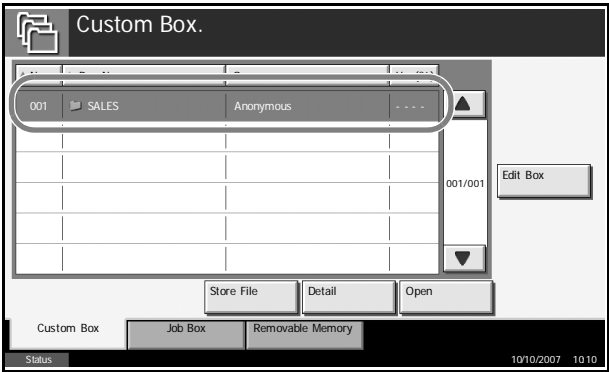 Custom Box.
001 SALES Anonymous - - - -
001/001
Edit Box
Store File Detail Open
Custom Box Job Box Removable Memory
Status 10/10/2007 10:10